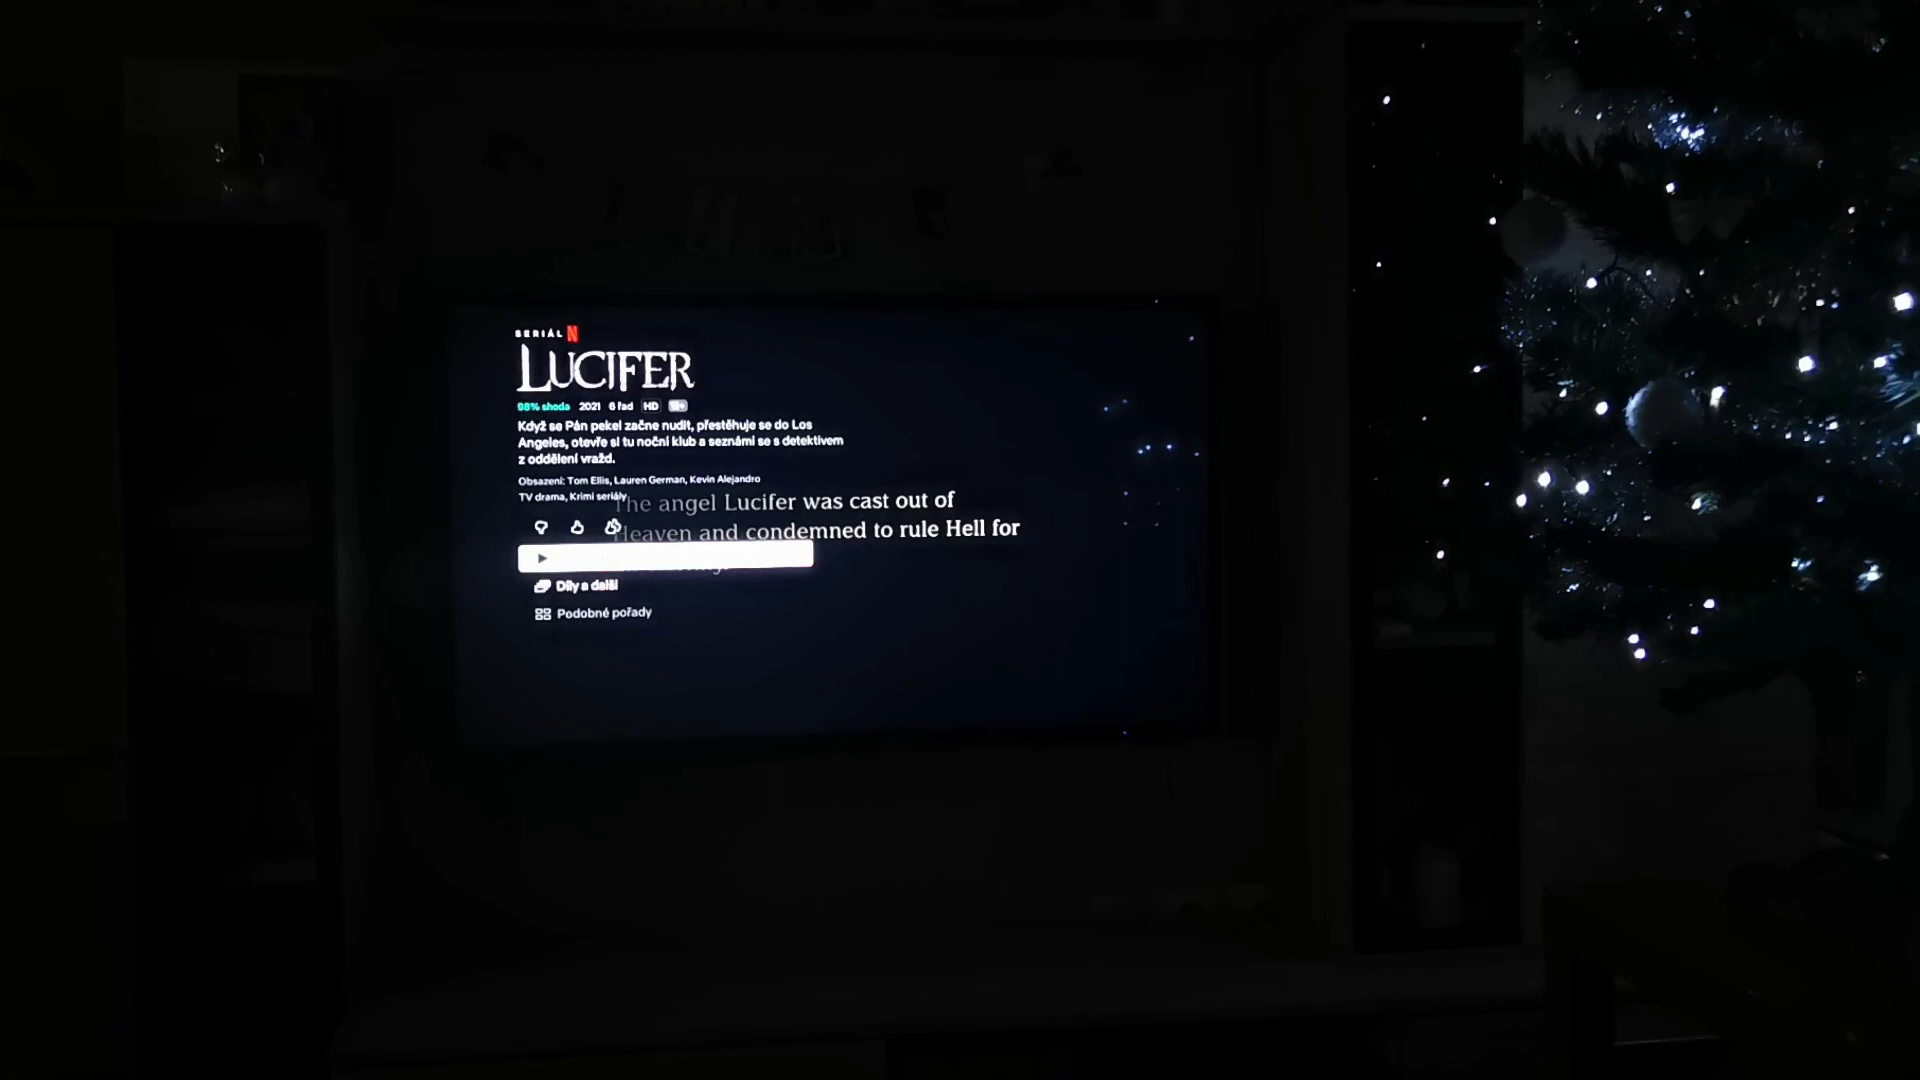 SERIÁL N
LUCIFER
98% shoda 2021 6 řad HD
Když se Pán pekel začne nudit, přestěhuje se do Los
Angeles, otevře si tu noční klub a seznámí se s detektivem
z oddělení vražd.
Obsazení: Tom Ellis, Lauren German, Kevin Alejandro
TV drama, Krimi seriály
The angel Lucifer was cast out of
Heaven and condemned to rule Hell for
Díly a další
Podobné pořady